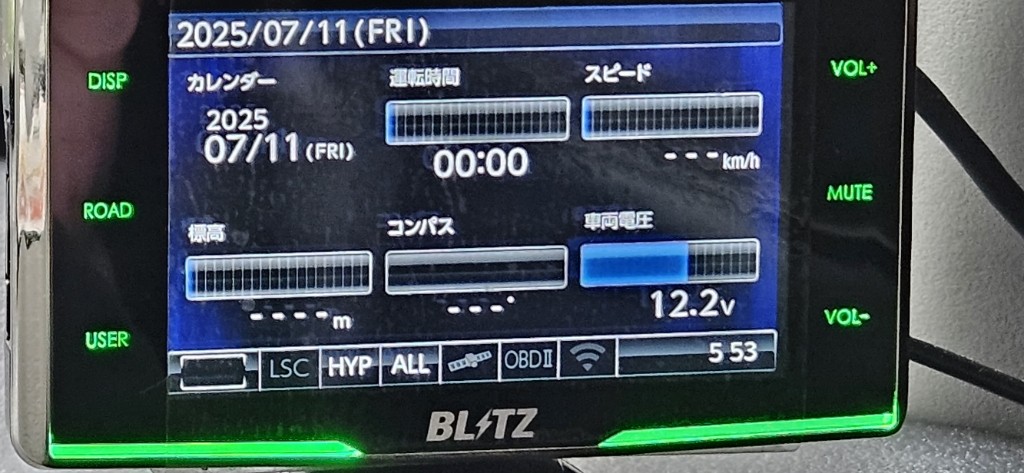 2025/07/11(FRI)
DISP
カレンダー
運転時間
スピード
VOL+
2025
07/11(FRI)
00:00
---km/h
ROAD
MUTE
標高
コンパス
車両電圧
----m
---°
12.2v
USER
VOL-
LSC
HYP
ALL
OBDⅡ
5 53
BLITZ